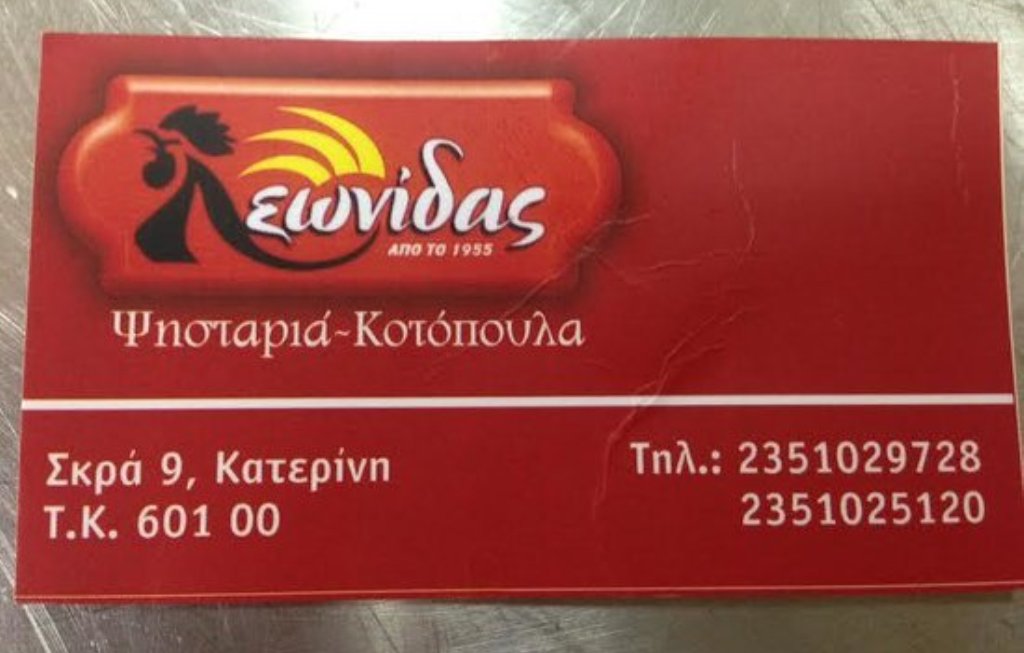 Λεωνίδας
ΑΠΟ ΤΟ 1955
Ψησταριά-Κοτόπουλα
Σκρά 9, Κατερίνη
Τ.Κ. 601 00
Τηλ.: 2351029728
2351025120